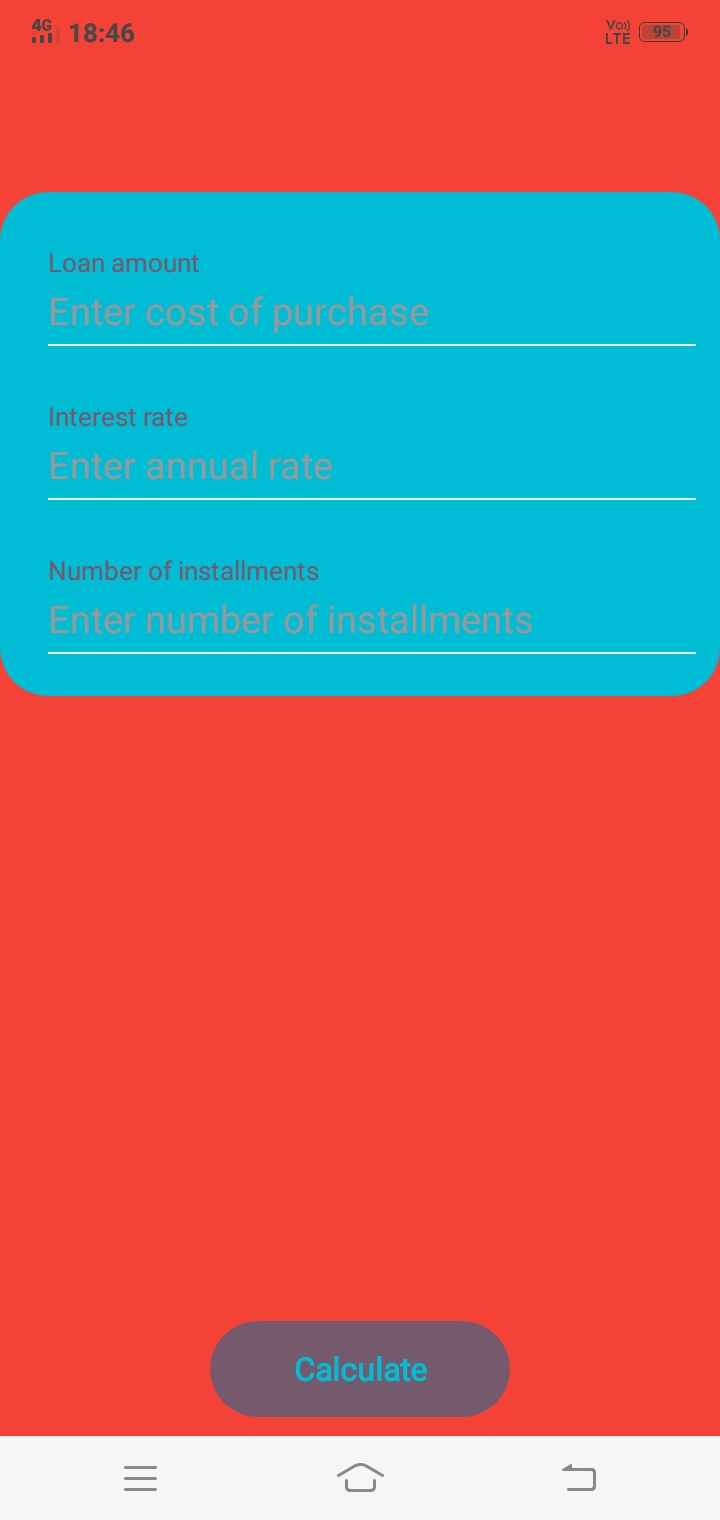 4G 18:46 Vo)) LTE 95
Loan amount
Enter cost of purchase
Interest rate
Enter annual rate
Number of installments
Enter number of installments
Calculate